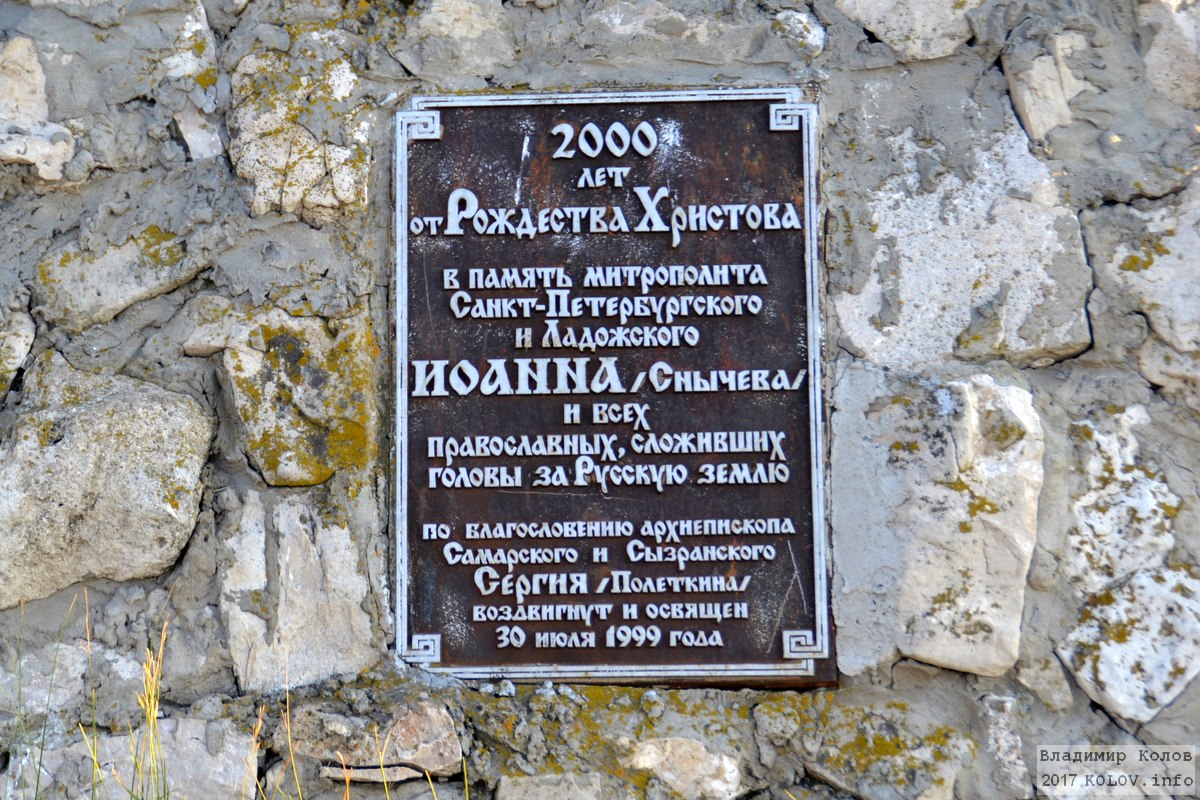 2000
лет
от Рождества Христова
в память митрополита
Санкт-Петербургского
и Ладожского
ИОАННА /Снычева/
и всех
православных, сложивших
головы за Русскую землю
по благословению архиепископа
Самарского и Сызранского
Сергия /Полеткина/
воздвигнут и освящен
30 июля 1999 года
Владимир Колов
2017 KOLOV.info